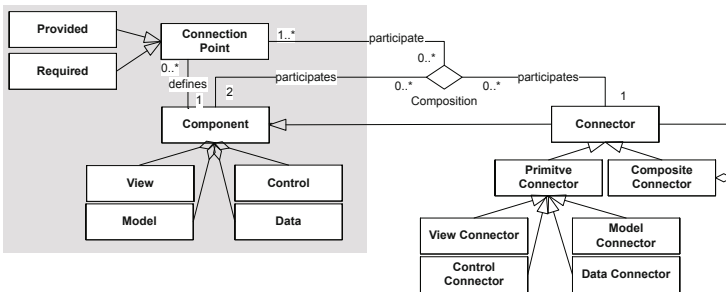 Provided
Required
Connection
Point
1..*
participate
0..*
0..*
defines
1
2
participates
0..*
0..*
participates
Composition
1
Component
Connector
View
Control
Model
Data
Primitve
Connector
Composite
Connector
View Connector
Model
Connector
Control
Connector
Data Connector